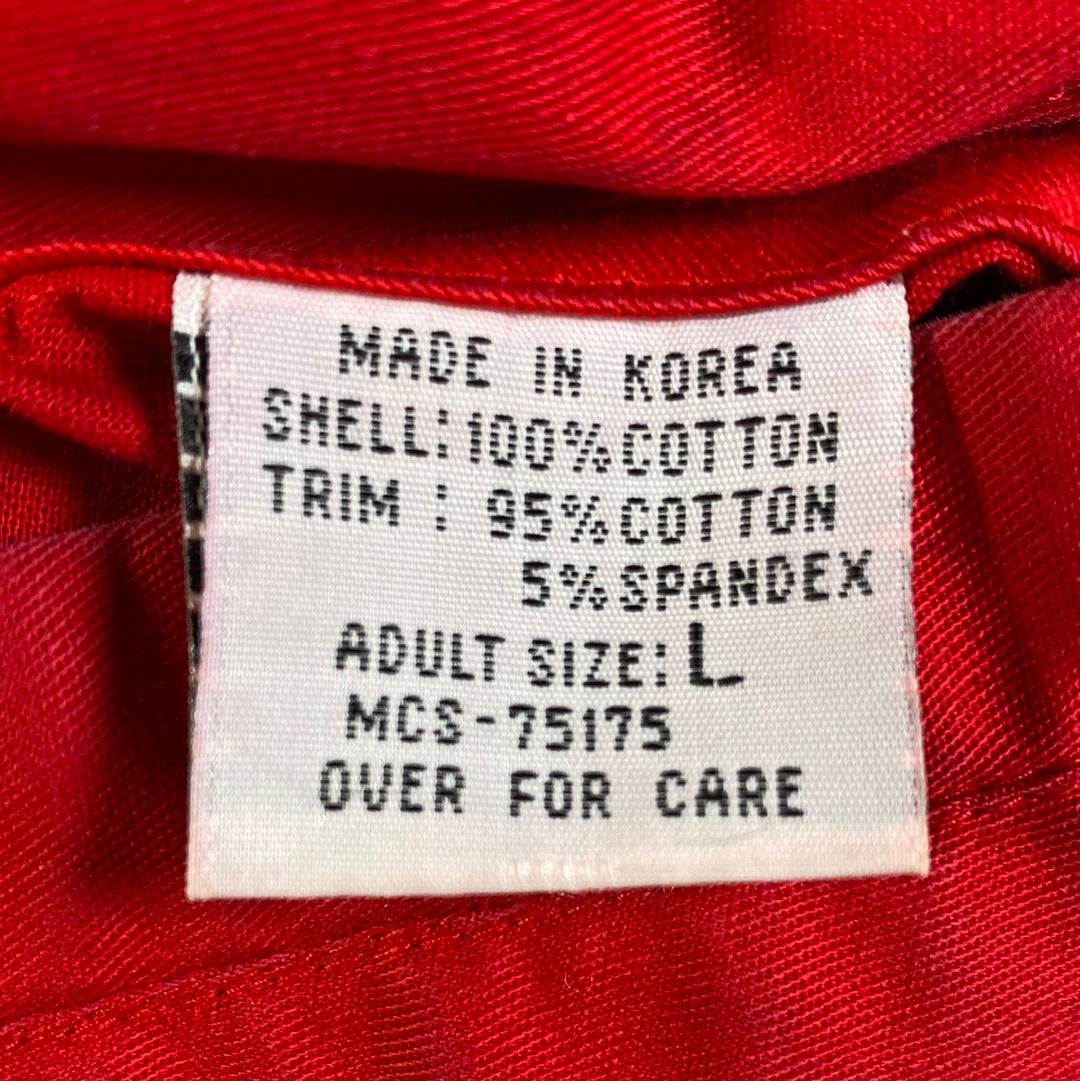 MADE IN KOREA
SHELL: 100% COTTON
TRIM : 95% COTTON
5% SPANDEX
ADULT SIZE: L
MCS-75175
OVER FOR CARE